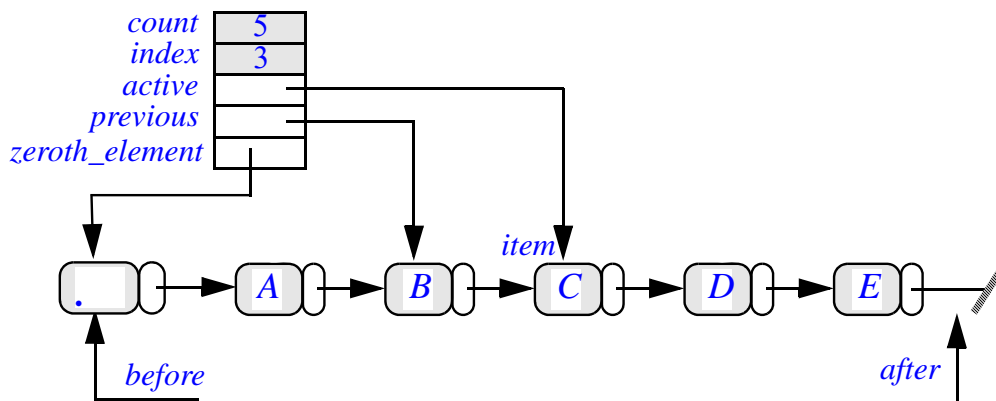 count 5
index 3
active
previous
zeroth_element
item
. A B C D E
before
after